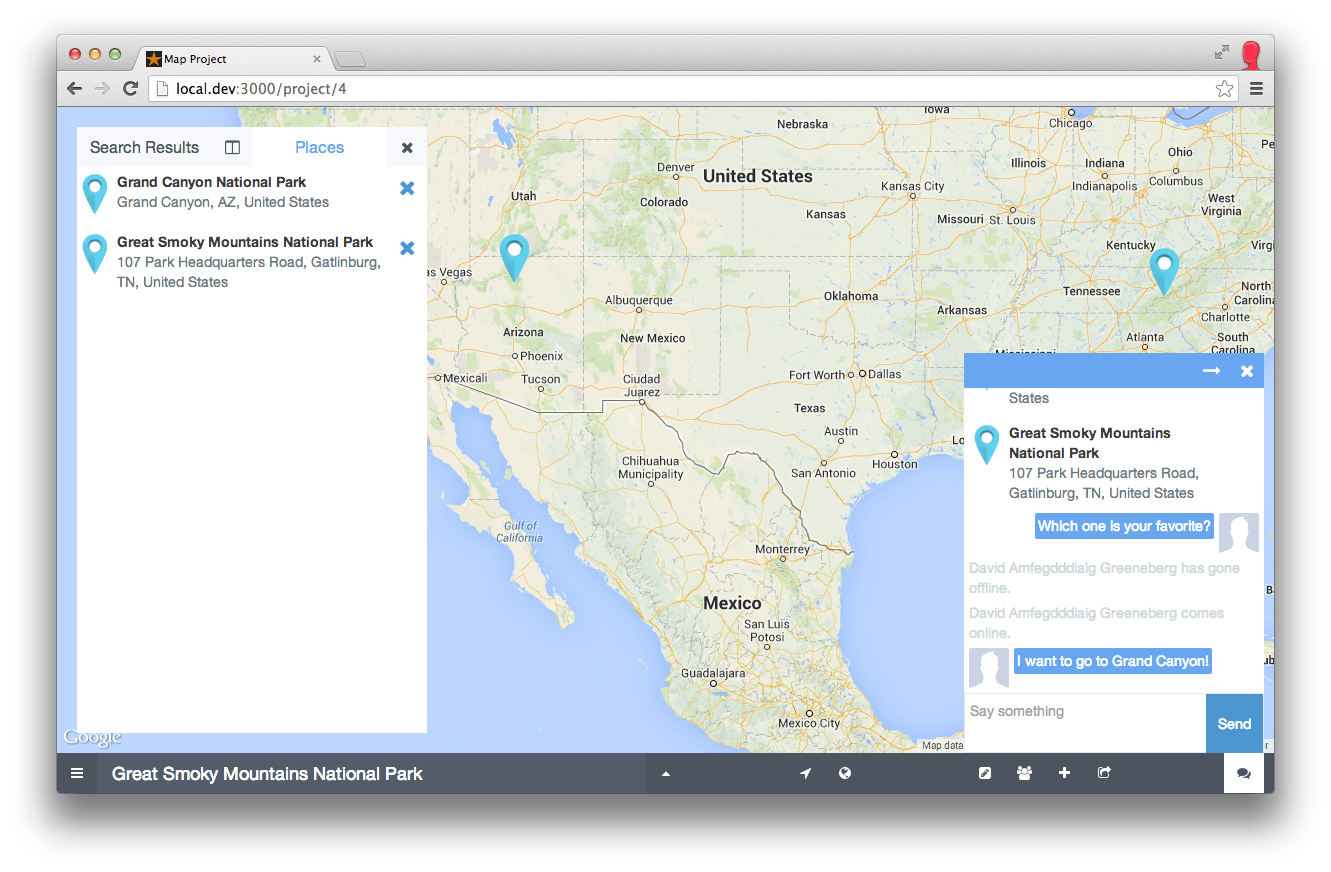 Map Project
local.dev:3000/project/4
Search Results
Places
Grand Canyon National Park
Grand Canyon, AZ, United States
Great Smoky Mountains National Park
107 Park Headquarters Road, Gatlinburg,
TN, United States
Iowa
Nebraska
Chicago
Pe
Ohio
Illinois
Indiana
Denver
United States
Columbus
Indianapolis
Kansas City
Utah
Colorado
West
Virginia
Kansas
Missouri
St. Louis
Kentucky
Virgi
as Vegas
Tennessee
North
Carolina
Oklahoma
Albuquerque
Arkansas
Charlotte
Arizona
New Mexico
Atlanta
South
Carolina
Phoenix
Mississippi
Mexicali
Tucson
Ciudad
Juarez
Fort Worth
Dallas
Texas
Austin
Lo
Houston
San Antonio
Chihuahua
Municipality
Gulf of
California
Monterrey
Mexico
San Luis
Potosi
Guadalajara
Mexico City
B
ub
Google
Map data
r
States
Great Smoky Mountains
National Park
107 Park Headquarters Road,
Gatlinburg, TN, United States
Which one is your favorite?
David Amfegdddiaig Greeneberg has gone
offline.
David Amfegdddiaig Greeneberg comes
online.
I want to go to Grand Canyon!
Say something
Send
Great Smoky Mountains National Park